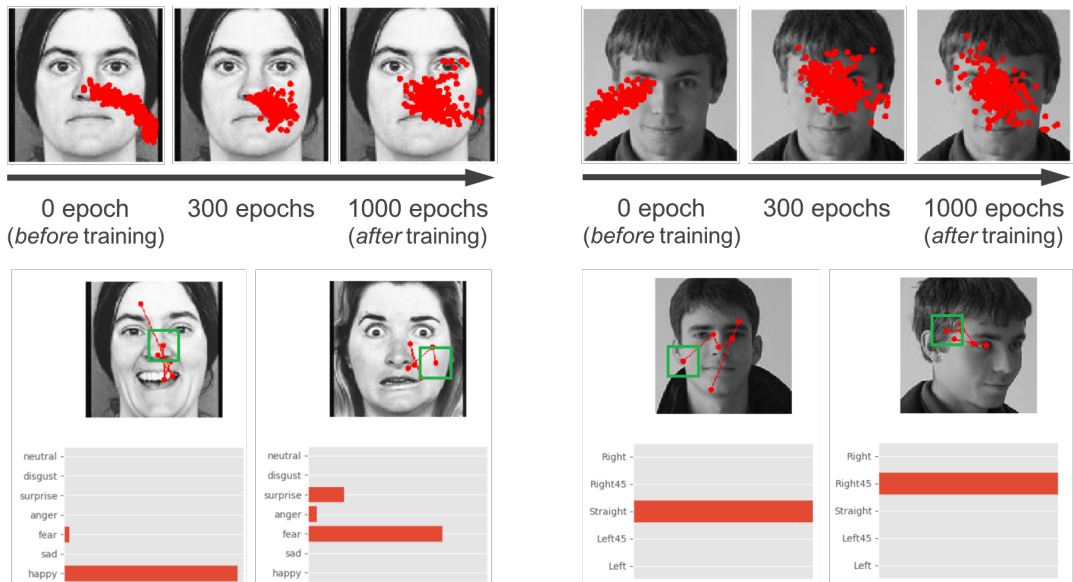 0 epoch
(before training)
300 epochs
1000 epochs
(after training)
0 epoch
(before training)
300 epochs
1000 epochs
(after training)
neutral
disgust
surprise
anger
fear
sad
happy
neutral
disgust
surprise
anger
fear
sad
happy
Right
Right45
Straight
Left45
Left
Right
Right45
Straight
Left45
Left